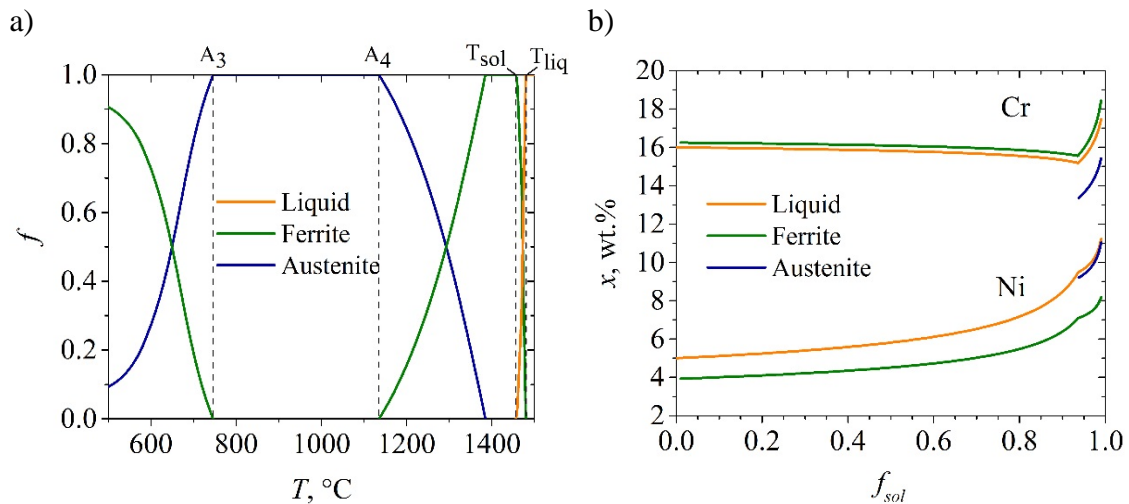 a)
A3 A4 Tsol Tliq
1.0
0.8
0.6
0.4
0.2
0.0
f
Liquid
Ferrite
Austenite
600 800 1000 1200 1400
T, °C
b)
20
18
16
14
12
10
8
6
4
2
x, wt.%
Cr
Liquid
Ferrite
Austenite
Ni
0.0 0.2 0.4 0.6 0.8 1.0
fsol